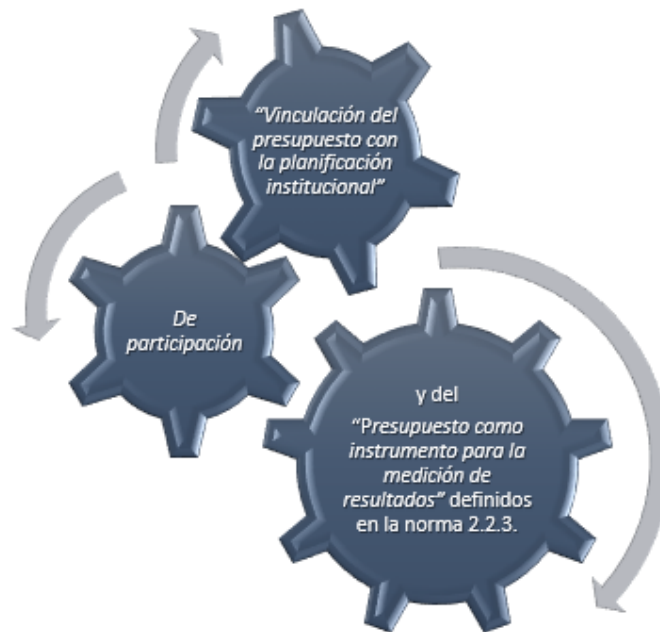 “Vinculación del
presupuesto con
la planificación
institucional”
De
participación
y del
“Presupuesto como
instrumento para la
medición de
resultados” definidos
en la norma 2.2.3.